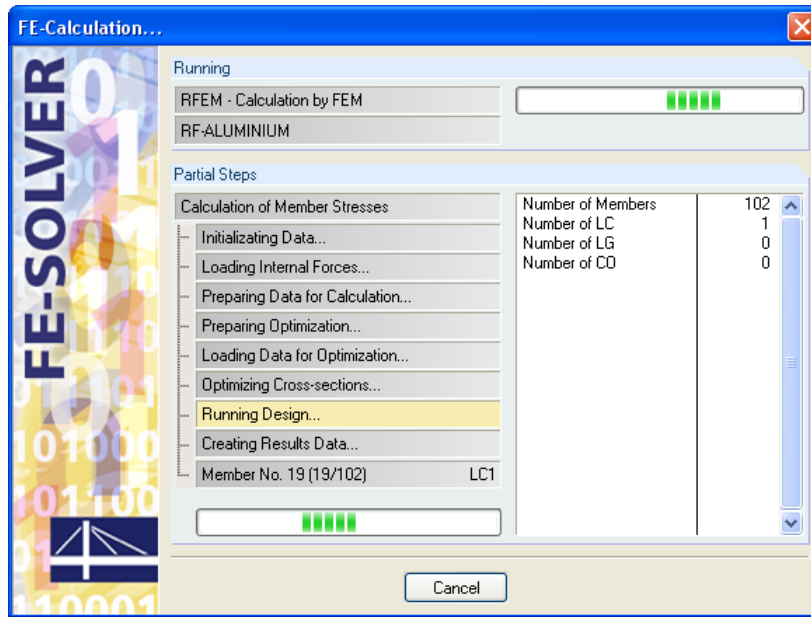 FE-Calculation...
FE-SOLVER
Running
RFEM - Calculation by FEM
RF-ALUMINIUM
Partial Steps
Calculation of Member Stresses
Initializating Data...
Loading Internal Forces...
Preparing Data for Calculation...
Preparing Optimization...
Loading Data for Optimization...
Optimizing Cross-sections...
Running Design...
Creating Results Data...
Member No. 19 (19/102) LC1
Number of Members 102
Number of LC 1
Number of LG 0
Number of CO 0
Cancel